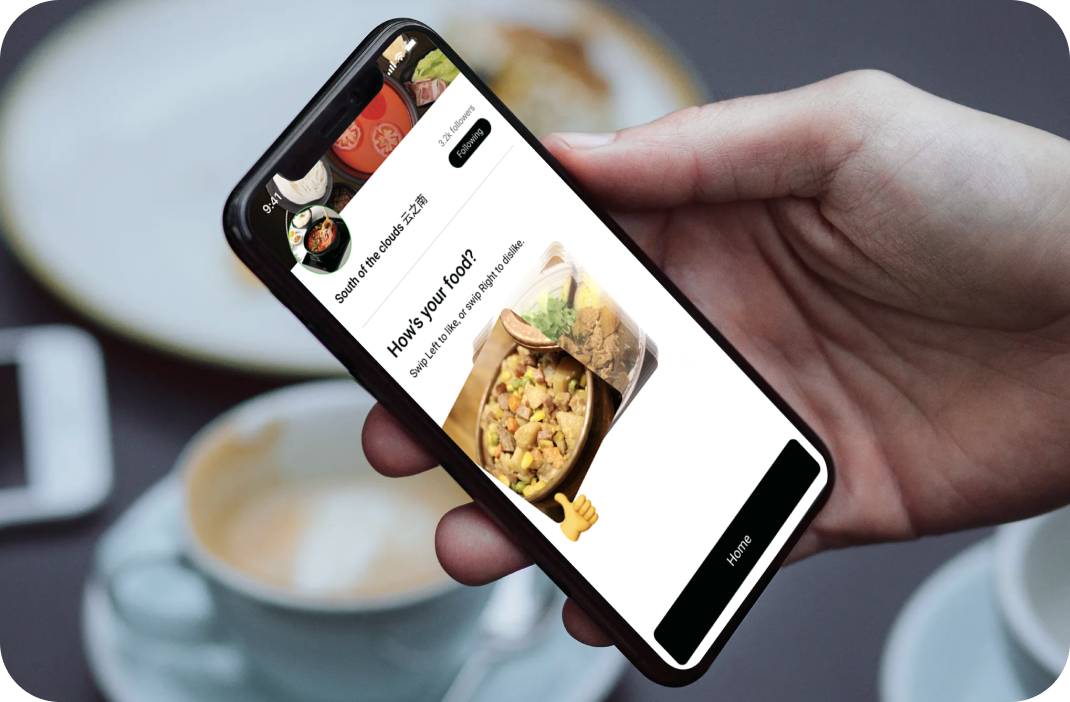 9:41
3.2k followers
Following
South of the clouds 云之南
How's your food?
Swip Left to like, or swip Right to dislike.
Home